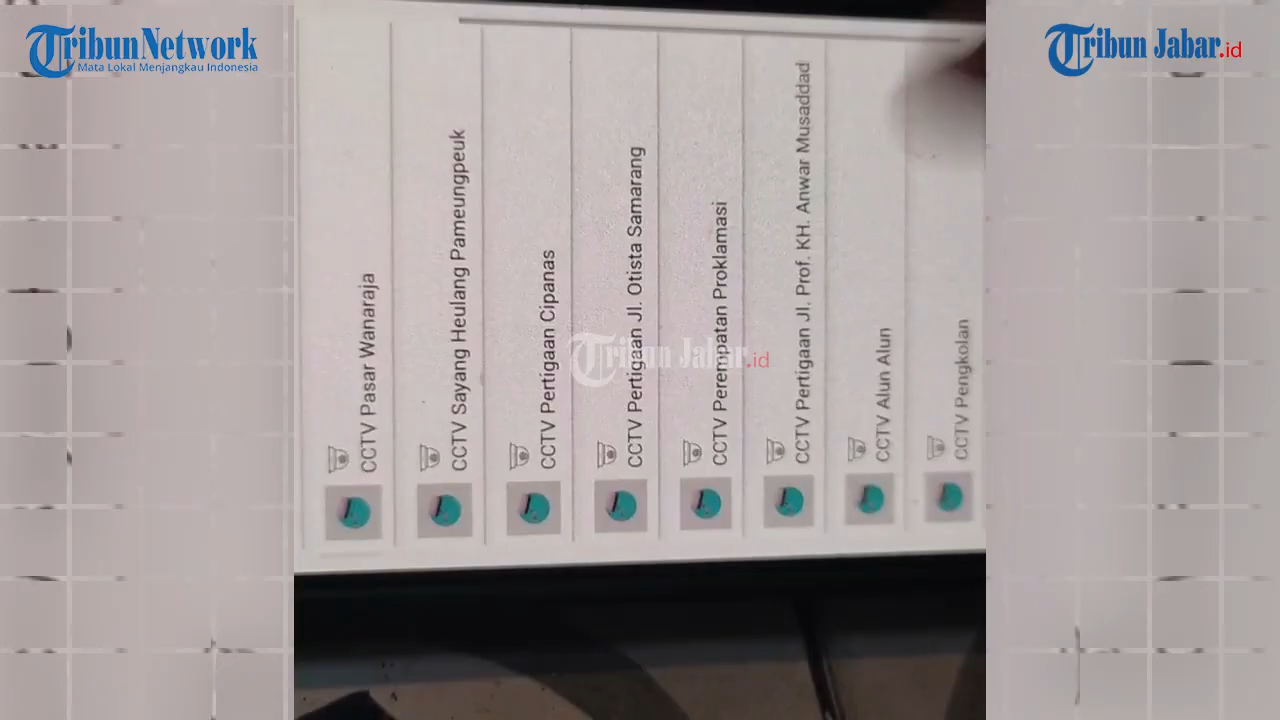 TribunNetwork
Mata Lokal Menjangkau Indonesia
Tribun Jabar.id
CCTV Pasar Wanaraja
CCTV Sayang Heulang Pameungpeuk
CCTV Pertigaan Cipanas
CCTV Pertigaan Jl. Otista Samarang
CCTV Perempatan Proklamasi
CCTV Pertigaan Jl. Prof. KH. Anwar Musaddad
CCTV Alun Alun
CCTV Pengkolan
Tribun Jabar.id